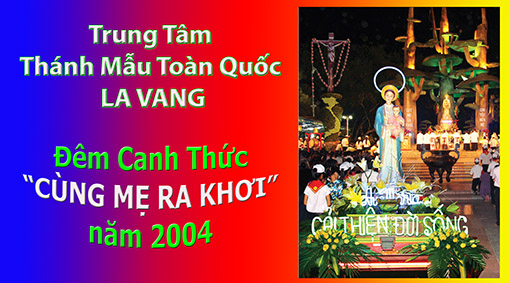 Trung Tâm
Thánh Mẫu Toàn Quốc
LA VANG
Đêm Canh Thức
“CÙNG MẸ RA KHƠI”
năm 2004
CẢI THIỆN ĐỜI SỐNG